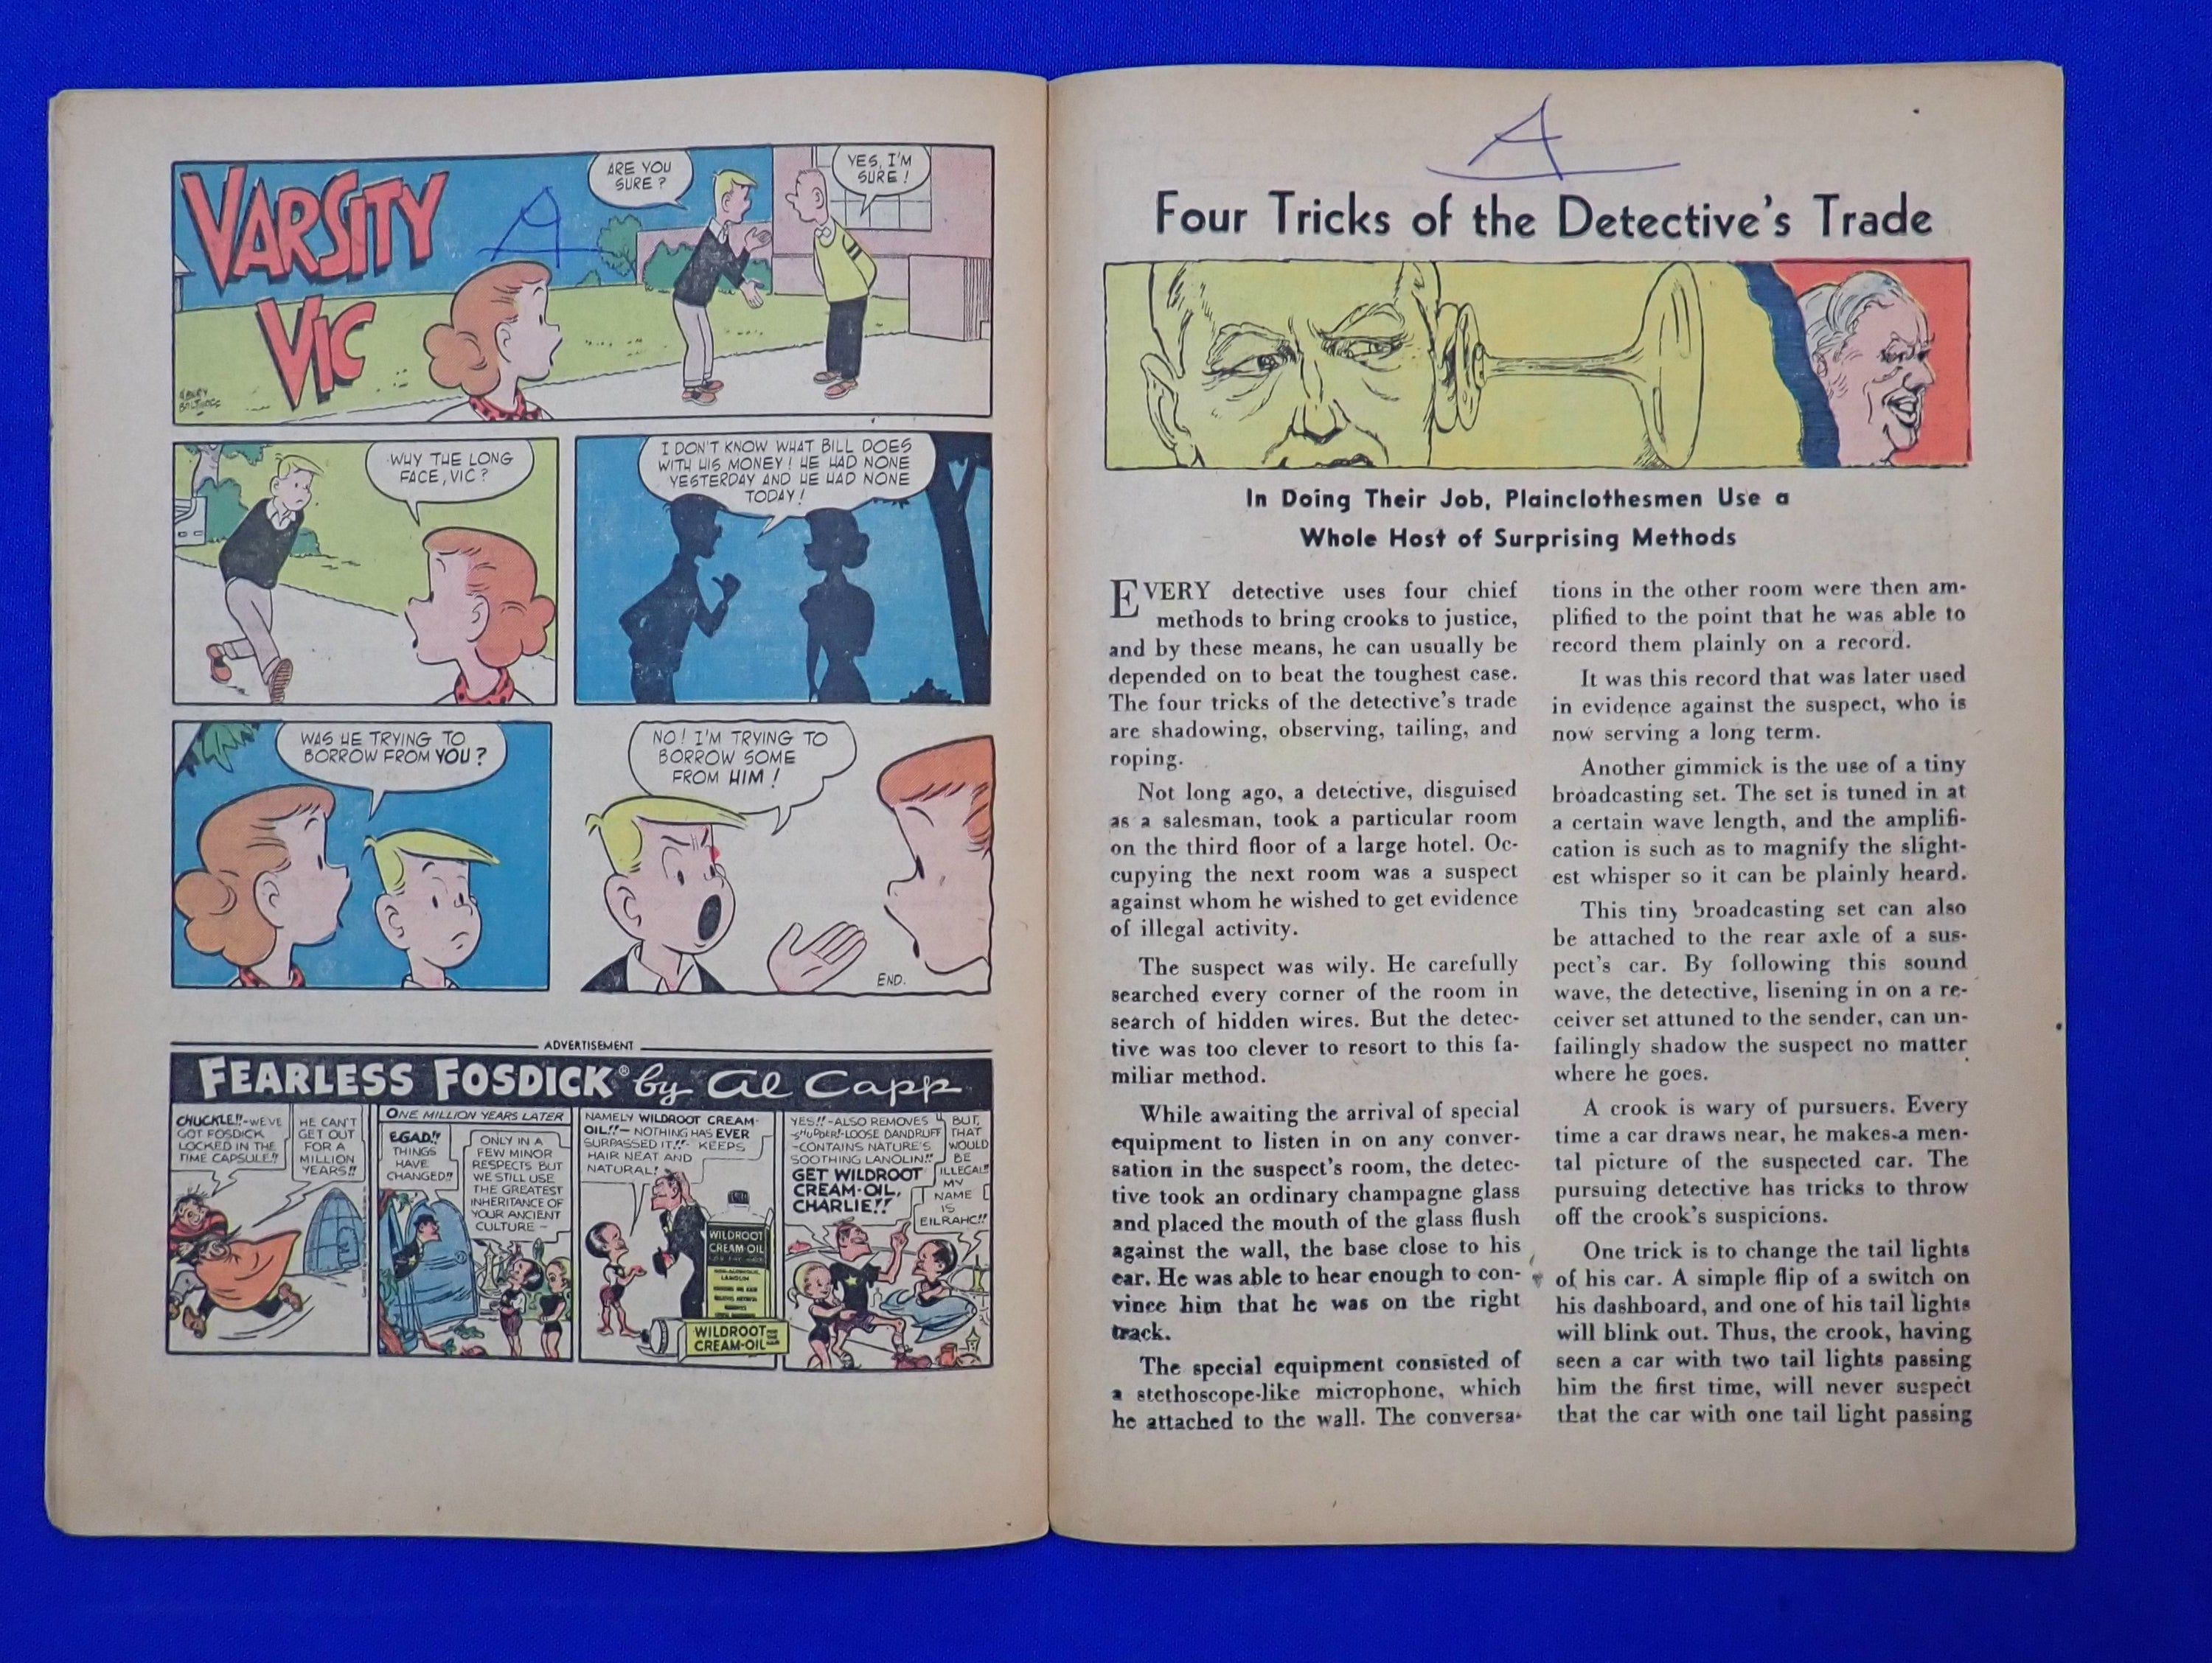 VARSITY
VIC
A
HENRY
BOLTINOFF
ARE YOU
SURE?
YES, I'M
SURE!
WHY THE LONG
FACE, VIC?
I DON'T KNOW WHAT BILL DOES
WITH HIS MONEY! HE HAD NONE
YESTERDAY AND HE HAD NONE
TODAY!
WAS HE TRYING TO
BORROW FROM YOU?
NO! I'M TRYING TO
BORROW SOME
FROM HIM!
END.
ADVERTISEMENT
FEARLESS FOSDICK® by Al Capp
CHUCKLE!!-WE'VE
GOT FOSDICK
LOCKED IN THE
TIME CAPSULE!!
HE CAN'T
GET OUT
FOR A
MILLION
YEARS!!
ONE MILLION YEARS LATER
EGAD!!
THINGS
HAVE
CHANGED!!
ONLY IN A
FEW MINOR
RESPECTS BUT
WE STILL USE
THE GREATEST
INHERITANCE OF
YOUR ANCIENT
CULTURE-
NAMELY WILDROOT CREAM-
OIL!!- NOTHING HAS EVER
SURPASSED IT!!- KEEPS
HAIR NEAT AND
NATURAL!
WILDROOT
CREAM-OIL
LANOLIN
WILDROOT
CREAM-OIL
YES!!-ALSO REMOVES
-SHUDDER!-LOOSE DANDRUFF
-CONTAINS NATURE'S
SOOTHING LANOLIN!!
GET WILDROOT
CREAM-OIL,
CHARLIE!!
BUT,
THAT
WOULD
BE
ILLEGAL!!
MY
NAME
IS
EILRAHC!!
A
Four Tricks of the Detective's Trade
In Doing Their Job, Plainclothesmen Use a
Whole Host of Surprising Methods
EVERY detective uses four chief
methods to bring crooks to justice,
and by these means, he can usually be
depended on to beat the toughest case.
The four tricks of the detective's trade
are shadowing, observing, tailing, and
roping.
Not long ago, a detective, disguised
as a salesman, took a particular room
on the third floor of a large hotel. Oc-
cupying the next room was a suspect
against whom he wished to get evidence
of illegal activity.
The suspect was wily. He carefully
searched every corner of the room in
search of hidden wires. But the detec-
tive was too clever to resort to this fa-
miliar method.
While awaiting the arrival of special
equipment to listen in on any conver-
sation in the suspect's room, the detec-
tive took an ordinary champagne glass
and placed the mouth of the glass flush
against the wall, the base close to his
ear. He was able to hear enough to con-
vince him that he was on the right
track.
The special equipment consisted of
a stethoscope-like microphone, which
he attached to the wall. The conversa-
tions in the other room were then am-
plified to the point that he was able to
record them plainly on a record.
It was this record that was later used
in evidence against the suspect, who is
now serving a long term.
Another gimmick is the use of a tiny
broadcasting set. The set is tuned in at
a certain wave length, and the amplifi-
cation is such as to magnify the slight-
est whisper so it can be plainly heard.
This tiny broadcasting set can also
be attached to the rear axle of a sus-
pect's car. By following this sound
wave, the detective, lisening in on a re-
ceiver set attuned to the sender, can un-
failingly shadow the suspect no matter
where he goes.
A crook is wary of pursuers. Every
time a car draws near, he makes a men-
tal picture of the suspected car. The
pursuing detective has tricks to throw
off the crook's suspicions.
One trick is to change the tail lights
of his car. A simple flip of a switch on
his dashboard, and one of his tail lights
will blink out. Thus, the crook, having
seen a car with two tail lights passing
him the first time, will never suspect
that the car with one tail light passing